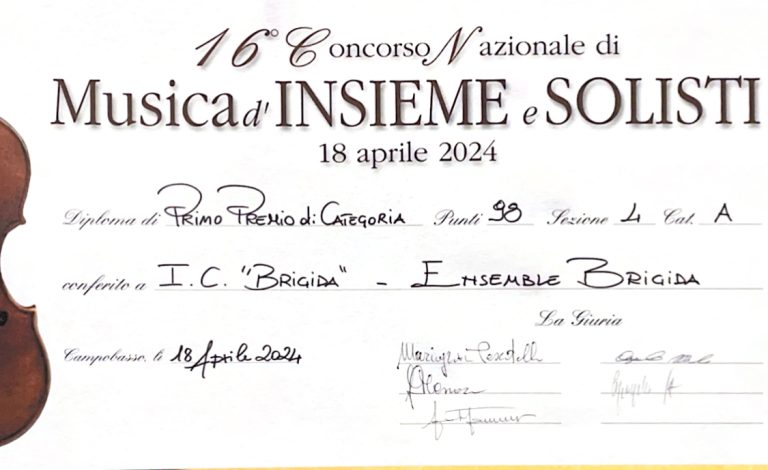 16° Concorso Nazionale di
Musica d' INSIEME e SOLISTI
18 aprile 2024
Diploma di PRIMO PREMIO di CATEGORIA Punti 98 Sezione 4 Cat. A
conferito a I.C. "BRIGIDA" - ENSEMBLE BRIGIDA
La Giuria
Campobasso, li 18 Aprile 2024